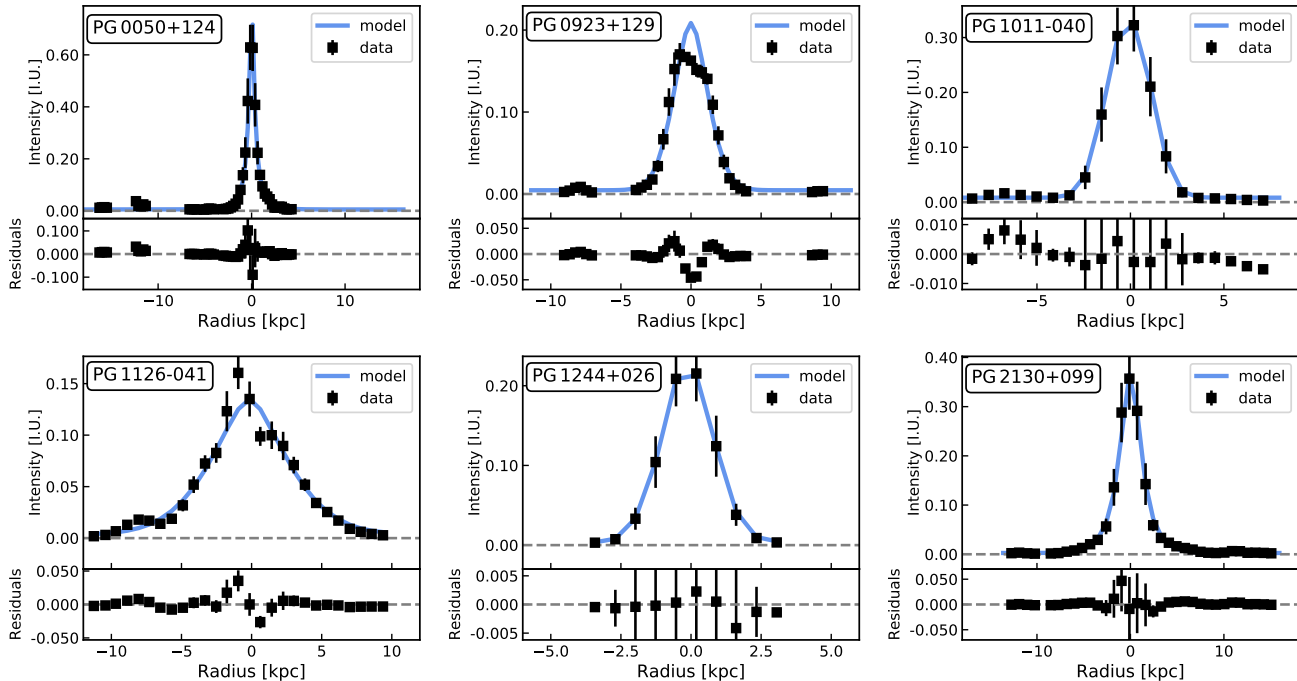 PG 0050+124
model
data
Intensity [I.U.]
0.70
0.60
0.40
0.20
0.00
Residuals
0.100
0.000
-0.100
−10
0
10
Radius [kpc]
PG 0923+129
model
data
Intensity [I.U.]
0.20
0.10
0.00
Residuals
0.050
0.000
-0.050
−10
−5
0
5
10
Radius [kpc]
PG 1011-040
model
data
Intensity [I.U.]
0.30
0.20
0.10
0.00
Residuals
0.010
0.000
-0.010
−5
0
5
Radius [kpc]
PG 1126-041
model
data
Intensity [I.U.]
0.15
0.10
0.05
0.00
Residuals
0.050
0.000
-0.050
−10
−5
0
5
10
Radius [kpc]
PG 1244+026
model
data
Intensity [I.U.]
0.20
0.10
0.00
Residuals
0.005
0.000
-0.005
−5.0
−2.5
0.0
2.5
5.0
Radius [kpc]
PG 2130+099
model
data
Intensity [I.U.]
0.40
0.30
0.20
0.10
0.00
Residuals
0.050
0.000
-0.050
−10
0
10
Radius [kpc]